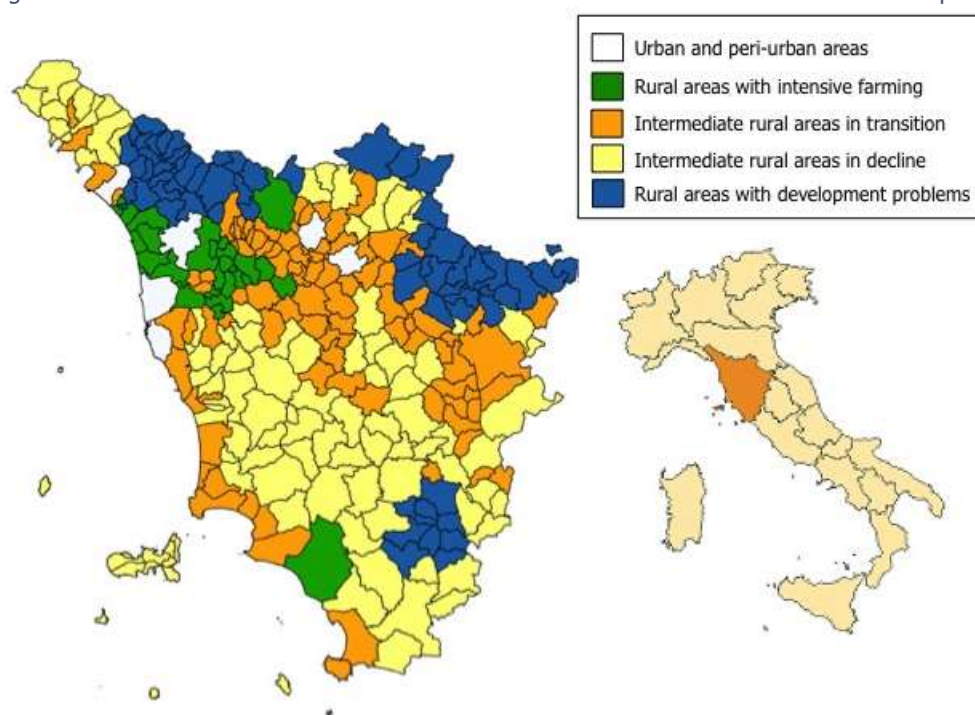 Urban and peri-urban areas
Rural areas with intensive farming
Intermediate rural areas in transition
Intermediate rural areas in decline
Rural areas with development problems